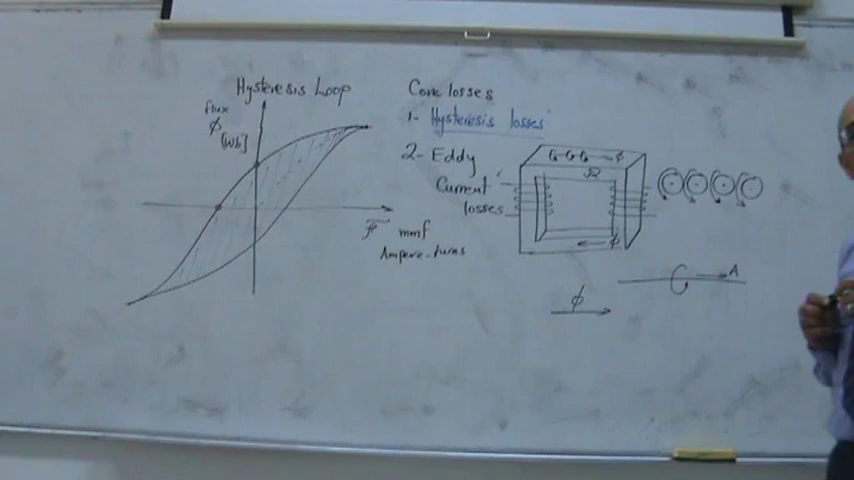 Hysteresis Loop
flux
ϕ
[Wb]
ℱ mmf
Ampere-turns
Core losses
1- Hysteresis losses
2- Eddy
Current
losses
ϕ
ϕ
ϕ
A